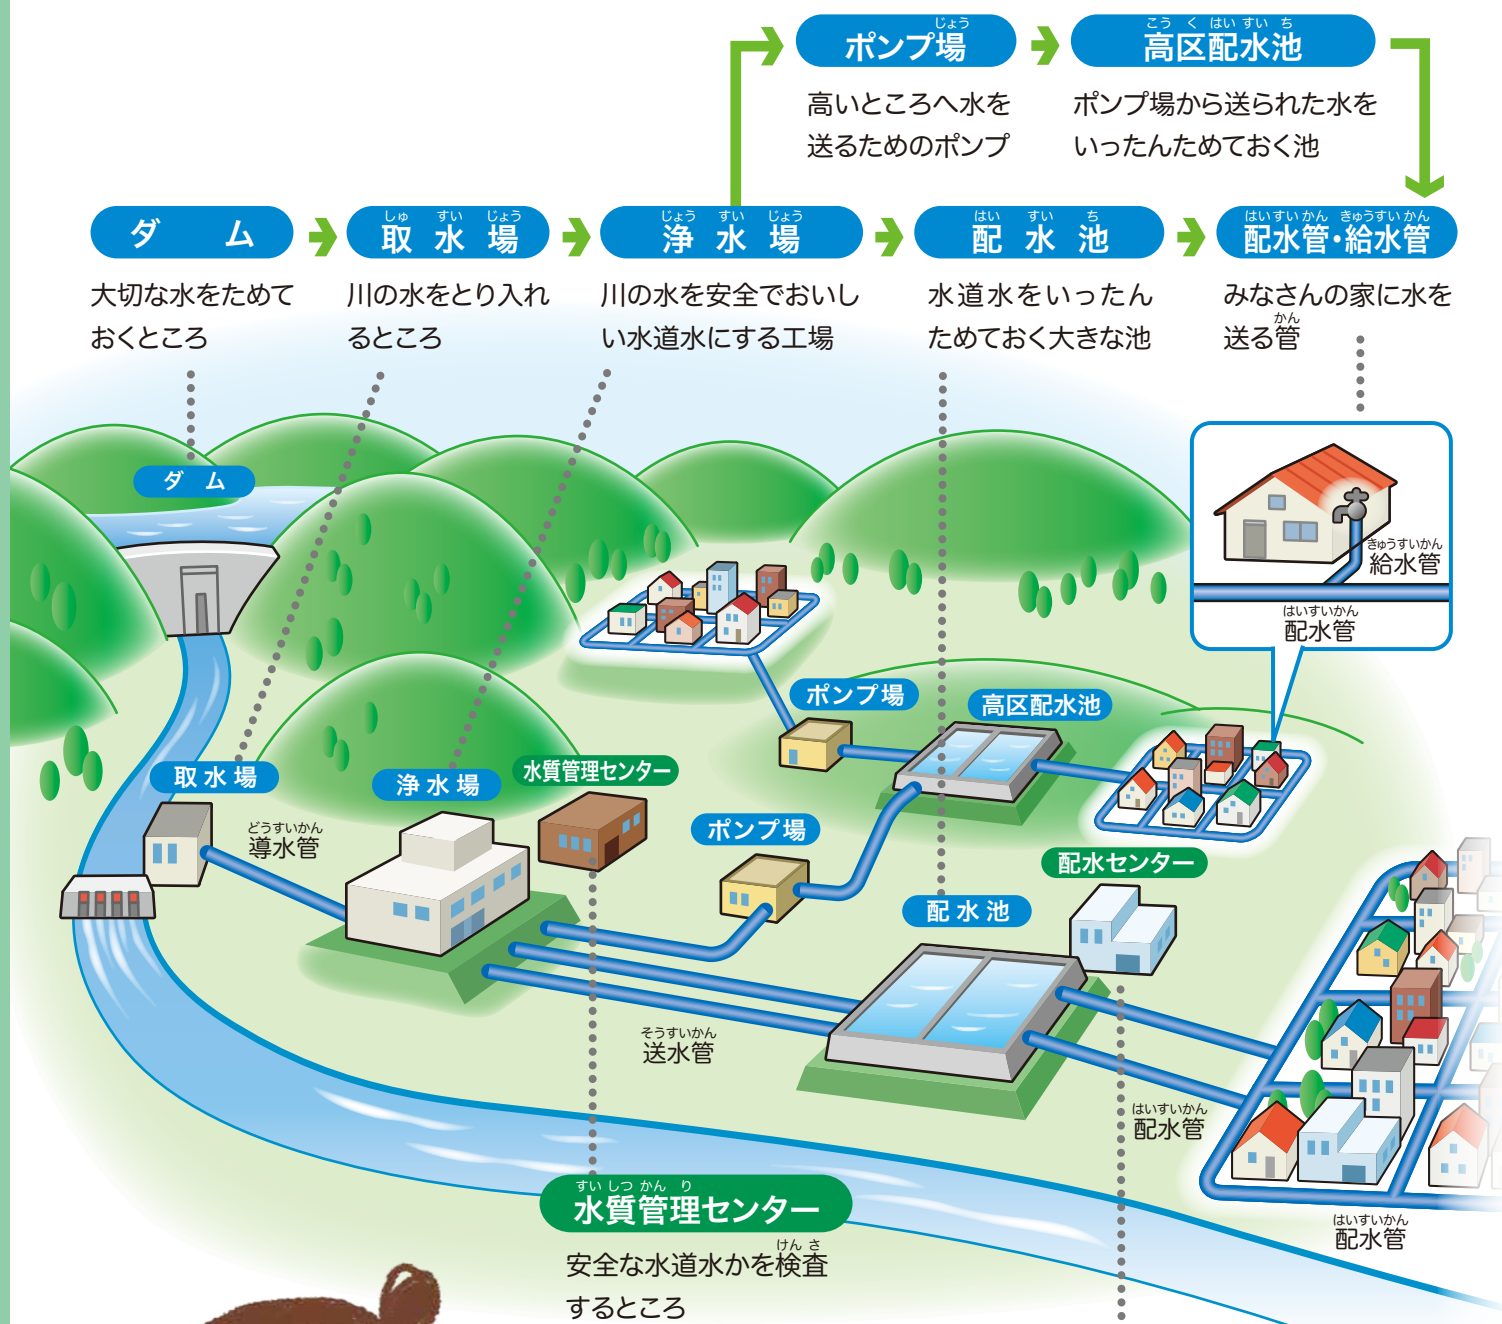 じょう
ポンプ場
こう く はい すい ち
高区配水池
高いところへ水を
送るためのポンプ
ポンプ場から送られた水を
いったんためておく池
ダム
しゅ すい じょう
取水場
じょう すい じょう
浄水場
はい すい ち
配水池
はいすいかん きゅうすいかん
配水管・給水管
大切な水をためて
おくところ
川の水をとり入れ
るところ
川の水を安全でおいし
い水道水にする工場
水道水をいったん
ためておく大きな池
みなさんの家に水を
かん
送る管
ダム
きゅうすいかん
給水管
はいすいかん
配水管
ポンプ場
高区配水池
取水場
浄水場
水質管理センター
どうすいかん
導水管
ポンプ場
配水センター
配水池
そうすいかん
送水管
はいすいかん
配水管
すい しつ かん り
水質管理センター
はいすいかん
配水管
けん さ
安全な水道水かを検査
するところ